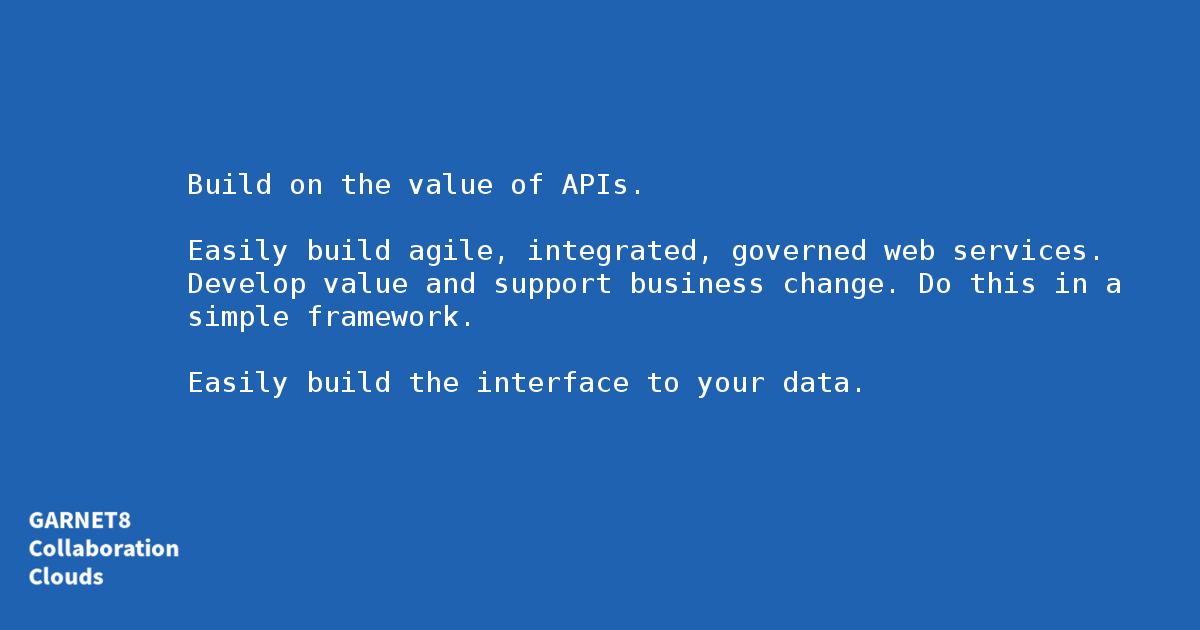 Build on the value of APIs.
Easily build agile, integrated, governed web services.
Develop value and support business change. Do this in a
simple framework.
Easily build the interface to your data.
GARNET8
Collaboration
Clouds